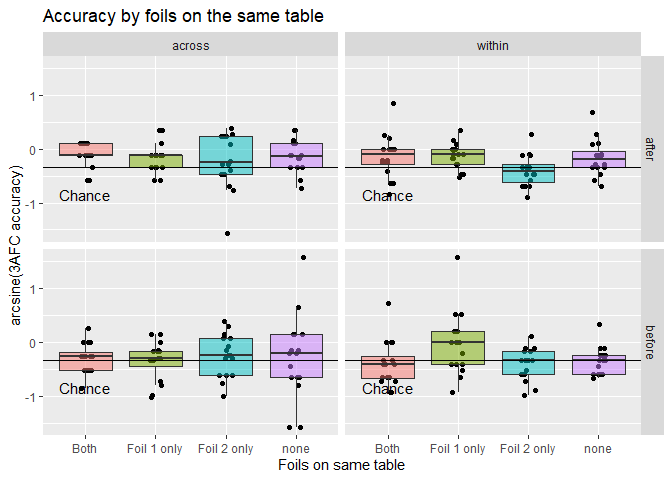 Accuracy by foils on the same table
across
within
arcsine(3AFC accuracy)
1
0
-1
Chance
Chance
after
1
0
-1
Chance
Chance
before
Both
Foil 1 only
Foil 2 only
none
Both
Foil 1 only
Foil 2 only
none
Foils on same table